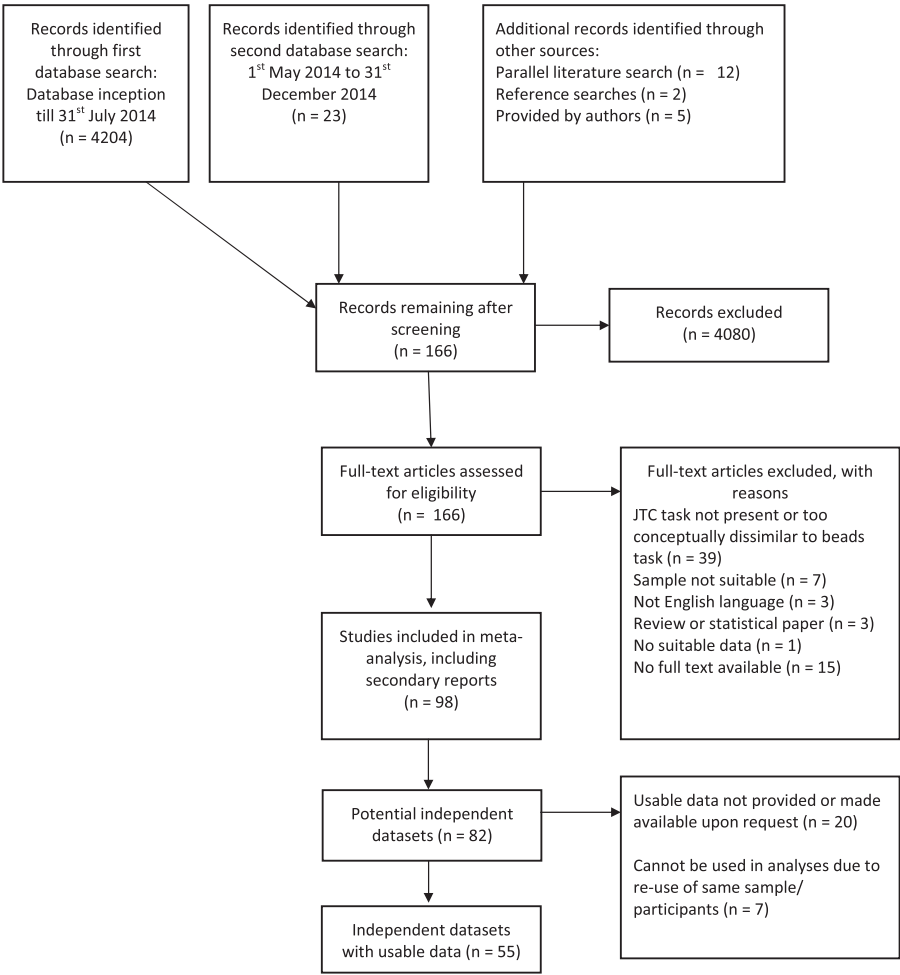 Records identified
through first
database search:
Database inception
till 31st July 2014
(n = 4204)
Records identified through
second database search:
1st May 2014 to 31st
December 2014
(n = 23)
Additional records identified through
other sources:
Parallel literature search (n = 12)
Reference searches (n = 2)
Provided by authors (n = 5)
Records remaining after
screening
(n = 166)
Records excluded
(n = 4080)
Full-text articles assessed
for eligibility
(n = 166)
Full-text articles excluded, with
reasons
JTC task not present or too
conceptually dissimilar to beads
task (n = 39)
Sample not suitable (n = 7)
Not English language (n = 3)
Review or statistical paper (n = 3)
No suitable data (n = 1)
No full text available (n = 15)
Studies included in meta-
analysis, including
secondary reports
(n = 98)
Potential independent
datasets (n = 82)
Usable data not provided or made
available upon request (n = 20)
Cannot be used in analyses due to
re-use of same sample/
participants (n = 7)
Independent datasets
with usable data (n = 55)